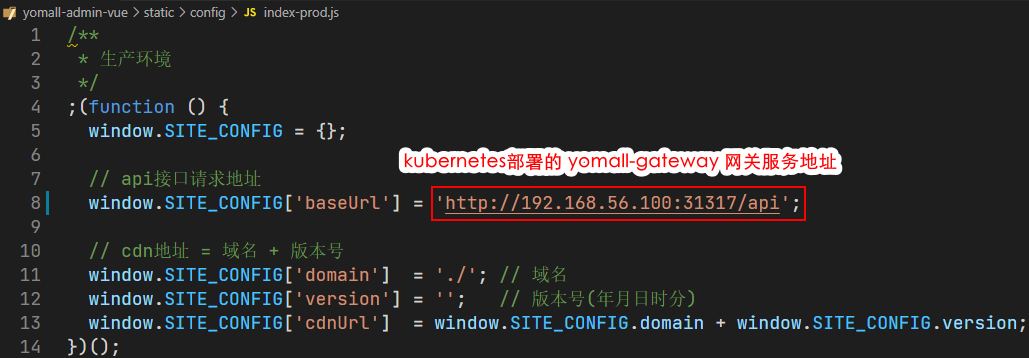 yomall-admin-vue > static > config > JS index-prod.js
1 /**
2  * 生产环境
3  */
4 ;(function () {
5   window.SITE_CONFIG = {};
6
kubernetes部署的 yomall-gateway 网关服务地址
7   // api接口请求地址
8   window.SITE_CONFIG['baseUrl'] = 'http://192.168.56.100:31317/api';
9
10   // cdn地址 = 域名 + 版本号
11   window.SITE_CONFIG['domain']  = './'; // 域名
12   window.SITE_CONFIG['version'] = '';   // 版本号(年月日时分)
13   window.SITE_CONFIG['cdnUrl']  = window.SITE_CONFIG.domain + window.SITE_CONFIG.version;
14 })();